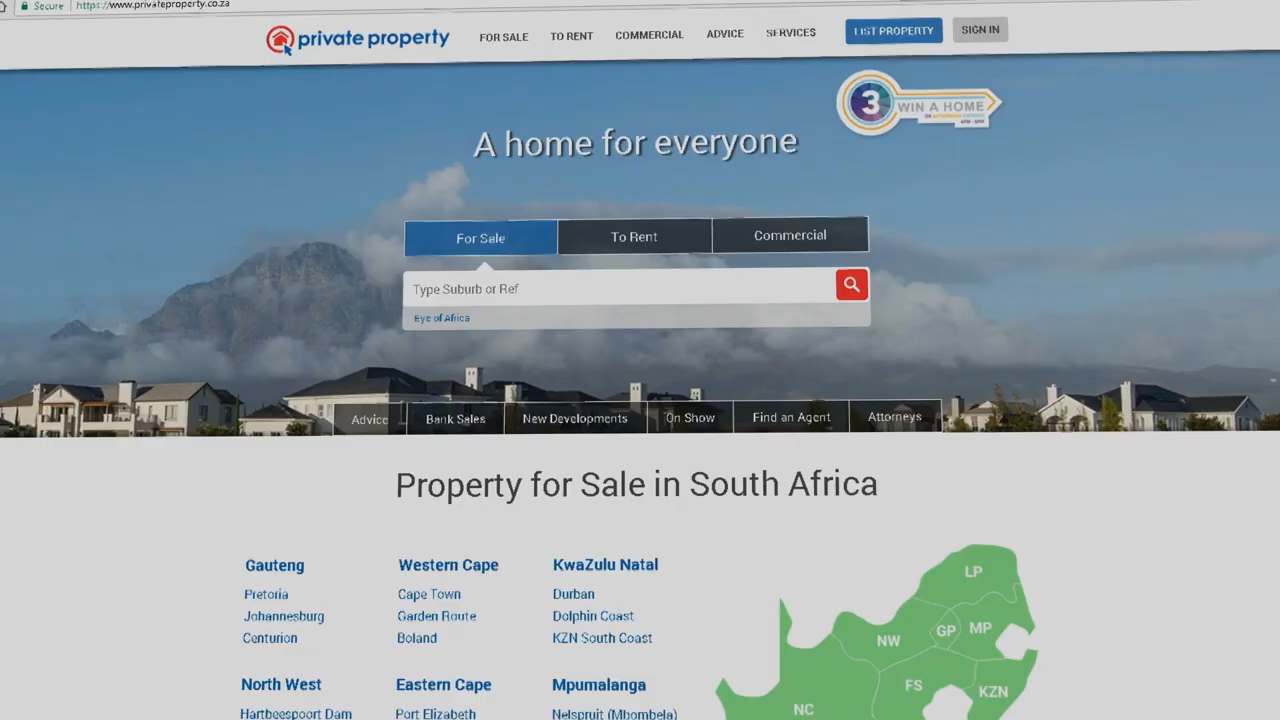 Secure https://www.privateproperty.co.za
private property FOR SALE TO RENT COMMERCIAL ADVICE SERVICES LIST PROPERTY SIGN IN
3 WIN A HOME
A home for everyone
For Sale To Rent Commercial
Type Suburb or Ref
Eye of Africa
Advice Bank Sales New Developments On Show Find an Agent Attorneys
Property for Sale in South Africa
Gauteng Western Cape KwaZulu Natal
Pretoria Cape Town Durban
Johannesburg Garden Route Dolphin Coast
Centurion Boland KZN South Coast
North West Eastern Cape Mpumalanga
Hartbeespoort Dam Port Elizabeth Nelspruit (Mbombela)
LP
NW GP MP
FS KZN
NC